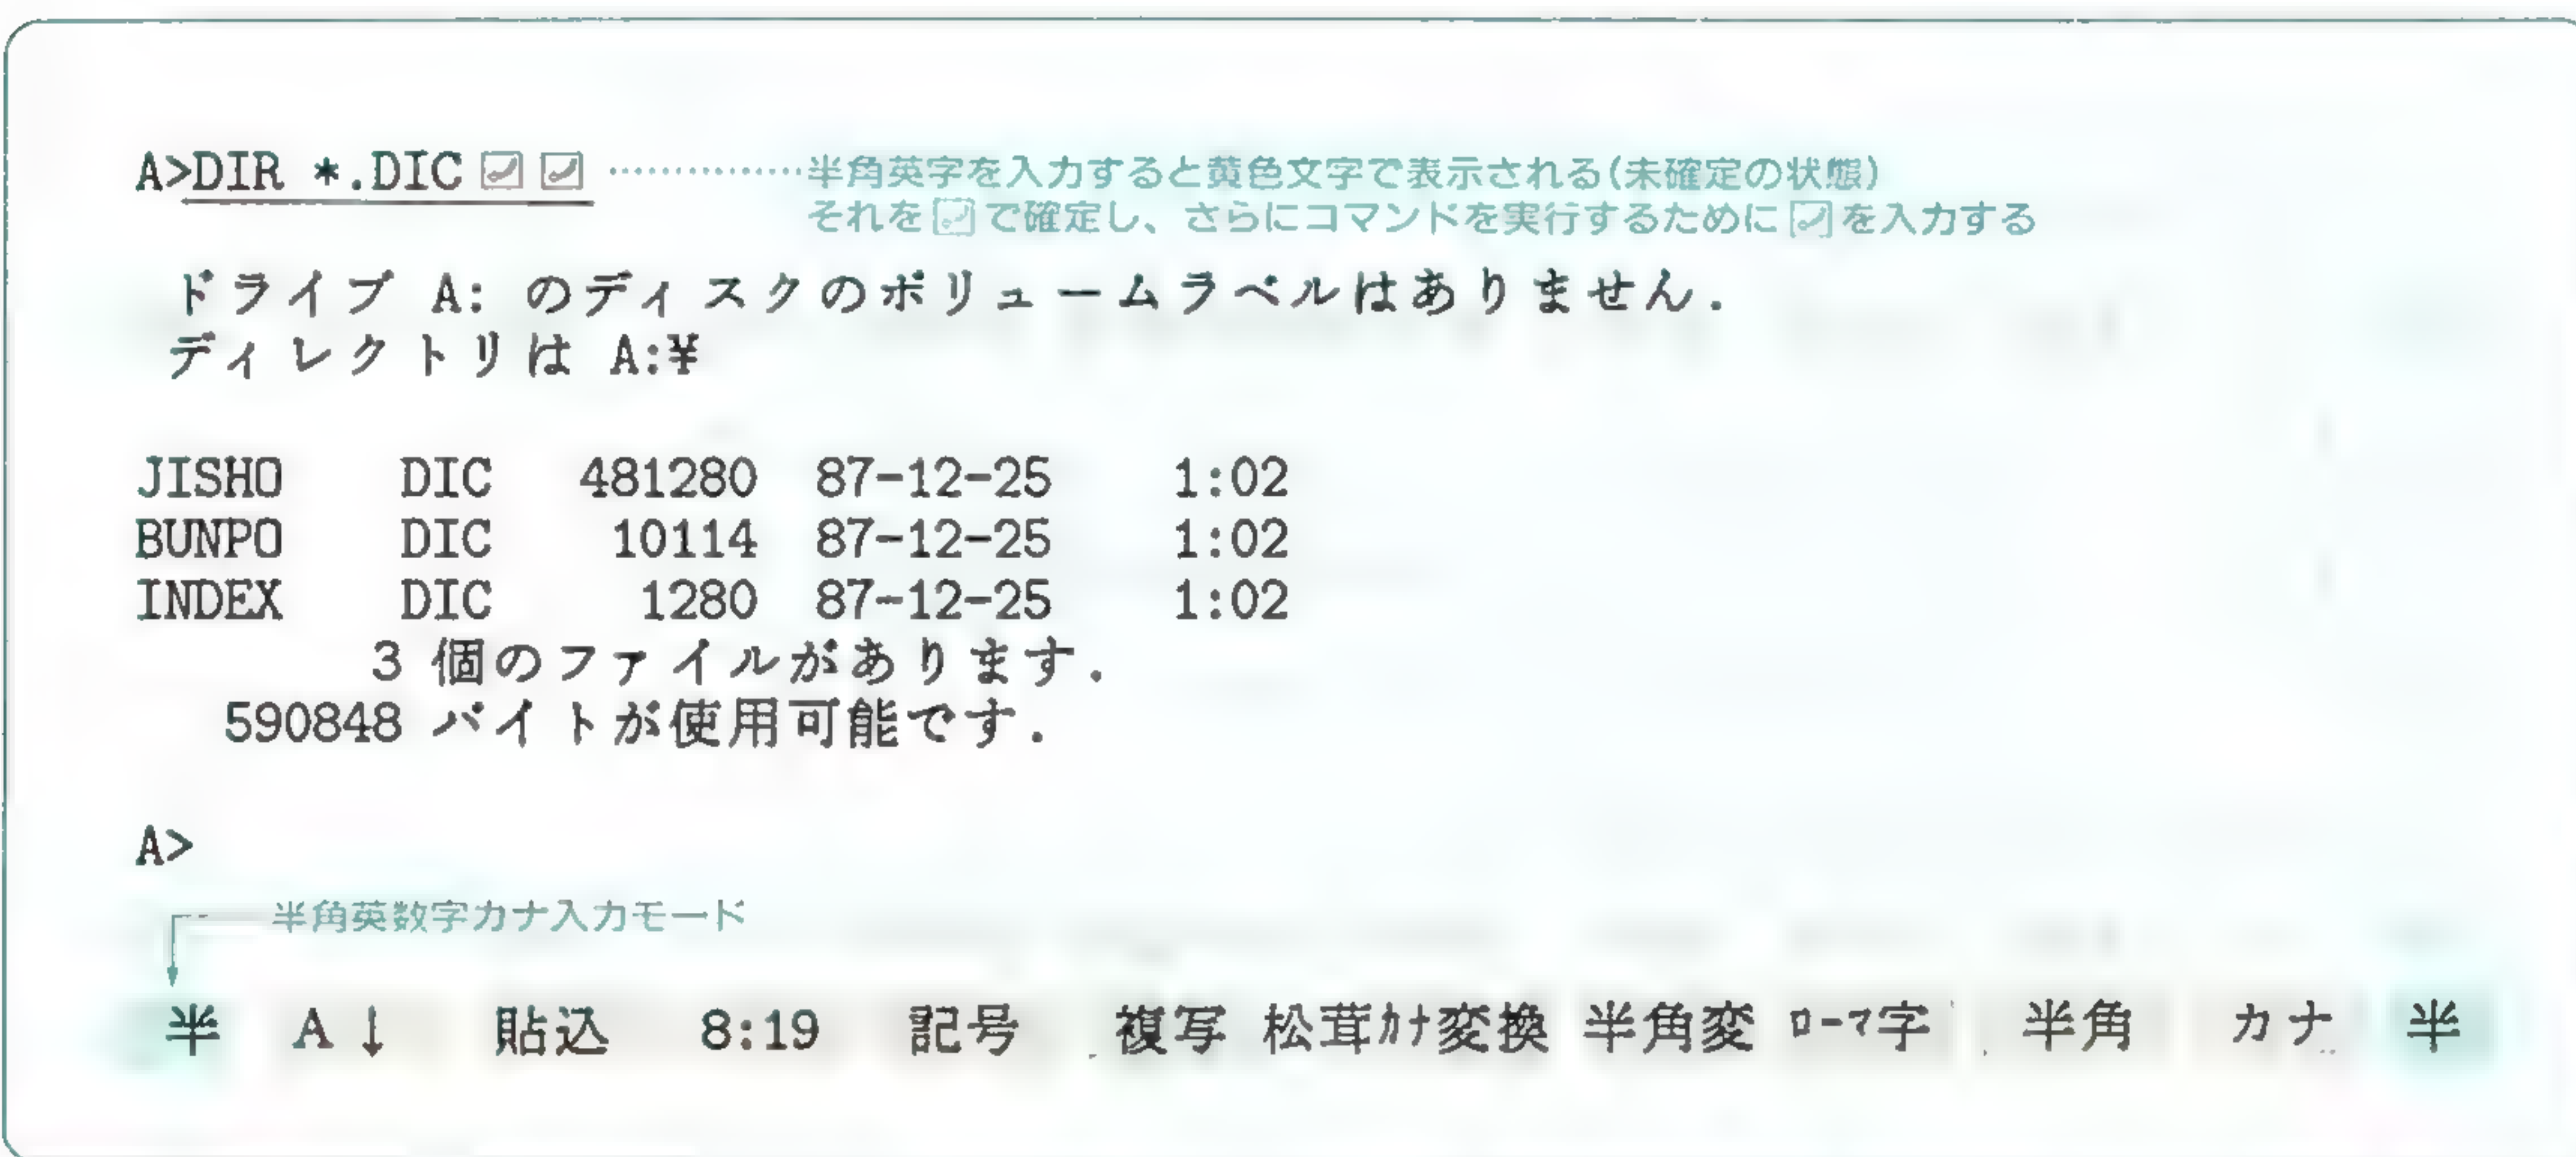 A>DIR *.DIC ⏎ ⏎ ·············半角英字を入力すると黄色文字で表示される(未確定の状態)
それを⏎で確定し、さらにコマンドを実行するために⏎を入力する
ドライブ A: のディスクのボリュームラベルはありません.
ディレクトリは A:¥
JISHO DIC 481280 87-12-25 1:02
BUNPO DIC 10114 87-12-25 1:02
INDEX DIC 1280 87-12-25 1:02
3 個のファイルがあります.
590848 バイトが使用可能です.
A>
半角英数字カナ入力モード
半 A↓ 貼込 8:19 記号 複写 松茸ｶﾅ変換 半角変 ﾛｰﾏ字 半角 カナ 半